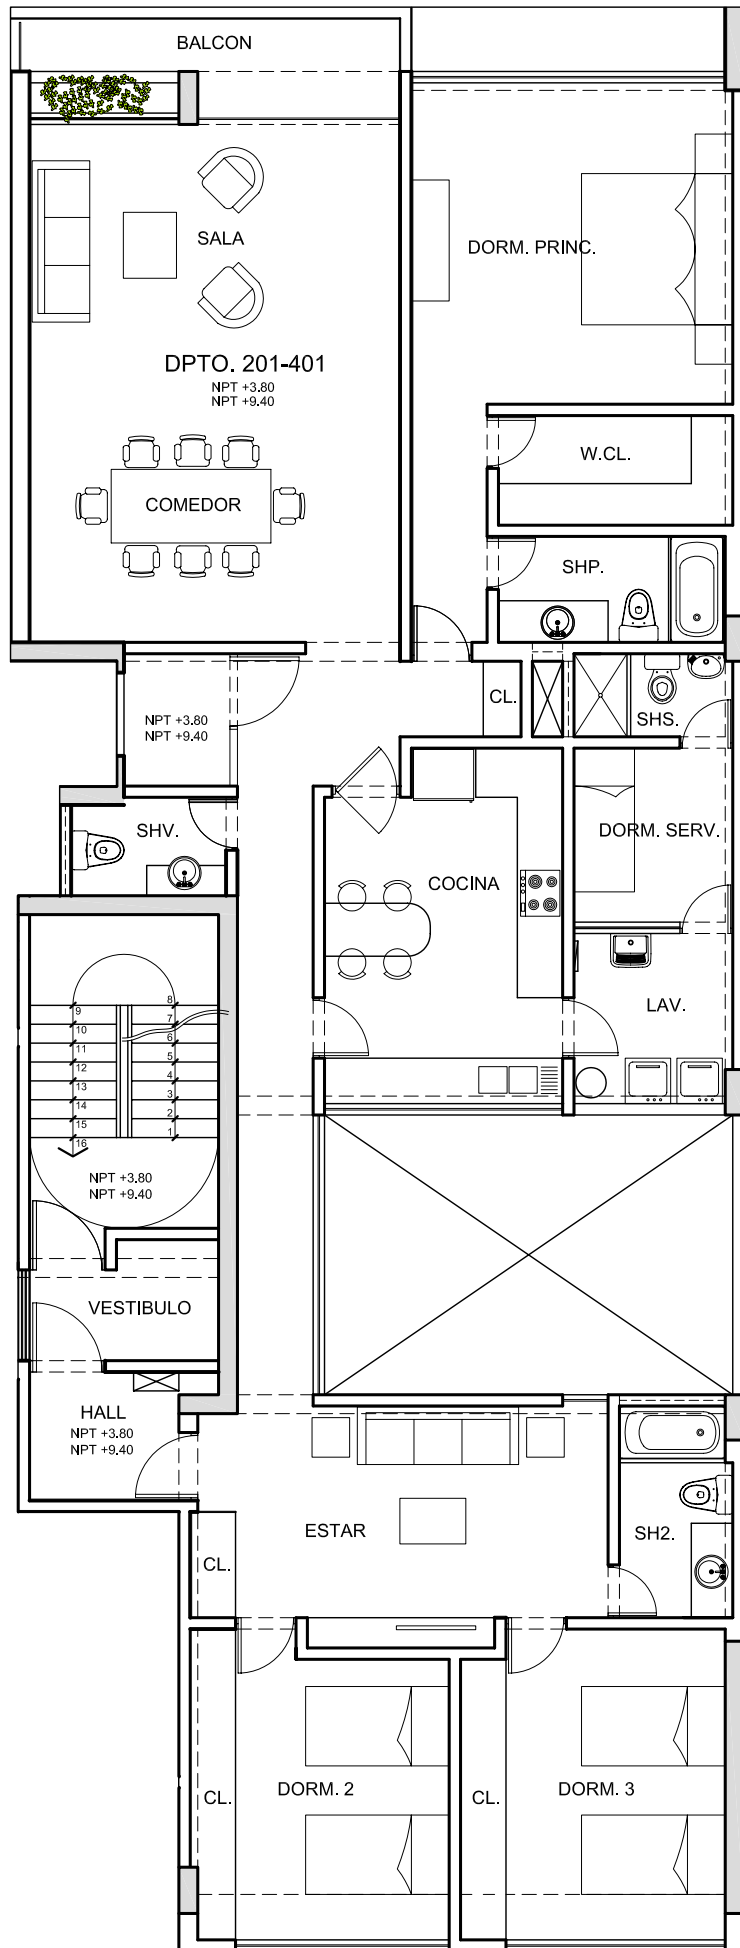 BALCON
SALA
DORM. PRINC.
DPTO. 201-401
NPT +3.80
NPT +9.40
W.CL.
COMEDOR
SHP.
CL.
NPT +3.80
NPT +9.40
SHS.
SHV.
DORM. SERV.
COCINA
LAV.
9
8
10
7
11
6
12
5
13
4
14
3
15
2
16
1
NPT +3.80
NPT +9.40
VESTIBULO
HALL
NPT +3.80
NPT +9.40
ESTAR
SH2.
CL.
DORM. 2
DORM. 3
CL.
CL.